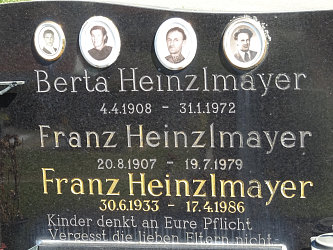 Berta Heinzlmayer
4.4.1908 - 31.1.1972
Franz Heinzlmayer
20.8.1907 - 19.7.1979
Franz Heinzlmayer
30.6.1933 - 17.4.1986
Kinder denkt an Eure Pflicht
Vergesst die lieben Eltern nicht